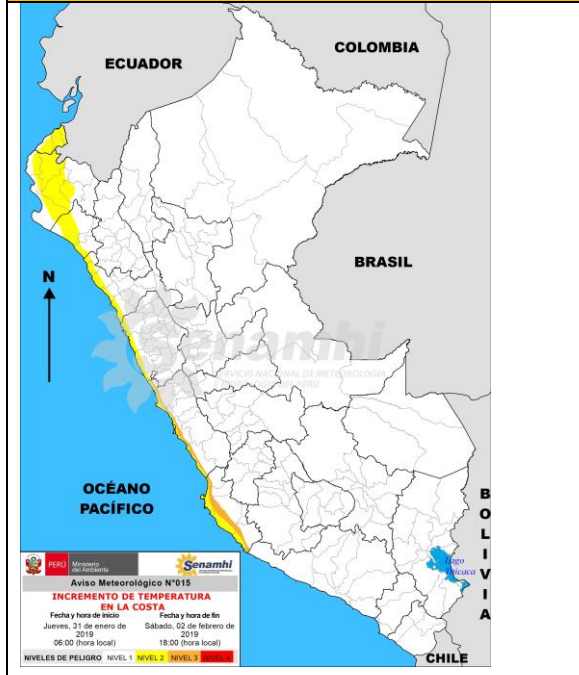 COLOMBIA
ECUADOR
BRASIL
N
Senamhi
SERVICIO NACIONAL DE METEOROLOGÍA
DEL PERÚ
OCÉANO
PACÍFICO
BOLIVIA
Lago
Titicaca
CHILE
PERÚ Ministerio
del Ambiente
Senamhi
Aviso Meteorológico N°015
INCREMENTO DE TEMPERATURA
EN LA COSTA
Fecha y hora de inicio Fecha y hora de fin
Jueves, 31 de enero de Sábado, 02 de febrero de
2019 2019
06:00 (hora local) 18:00 (hora local)
NIVELES DE PELIGRO NIVEL 1 NIVEL 2 NIVEL 3 NIVEL 4